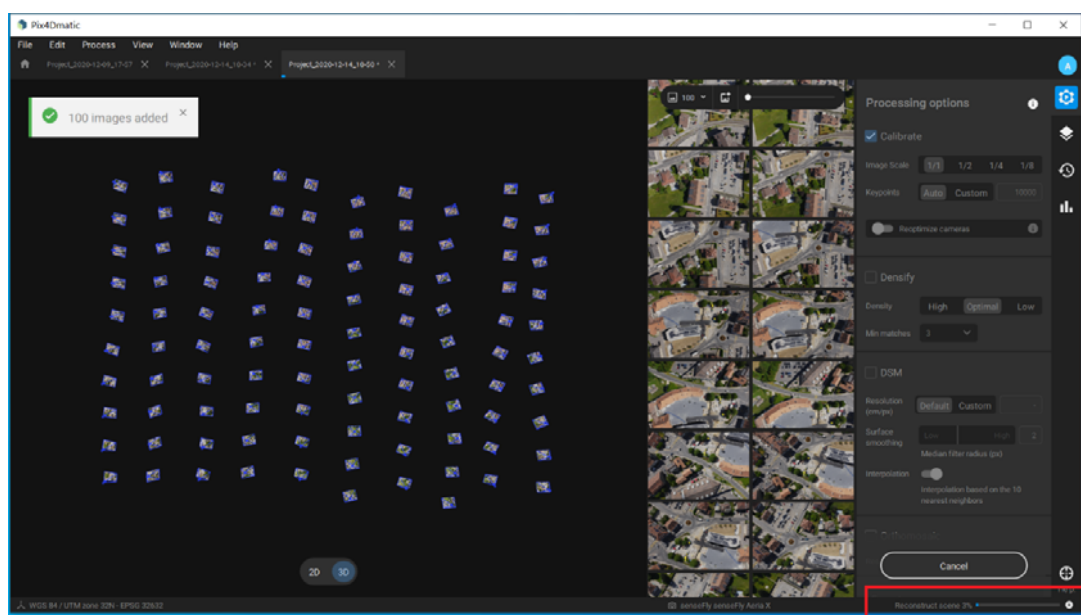 Pix4Dmatic
File Edit Process View Window Help
Project_2020-12-09_17-57 Project_2020-12-14_10-34 * Project_2020-12-14_10-50 *
A
100 images added
100
Processing options
Calibrate
Image Scale 1/1 1/2 1/4 1/8
Keypoints Auto Custom 10000
Reoptimize cameras
Densify
Density High Optimal Low
Min matches 3
DSM
Resolution (cm/px) Default Custom
Surface smoothing Low High 2
Median filter radius (px)
Interpolation
Interpolation based on the 10
nearest neighbors
Cancel
2D 3D
Help
WGS 84 / UTM zone 32N - EPSG 32632
senseFly senseFly Aeria X
Reconstruct scene 3%